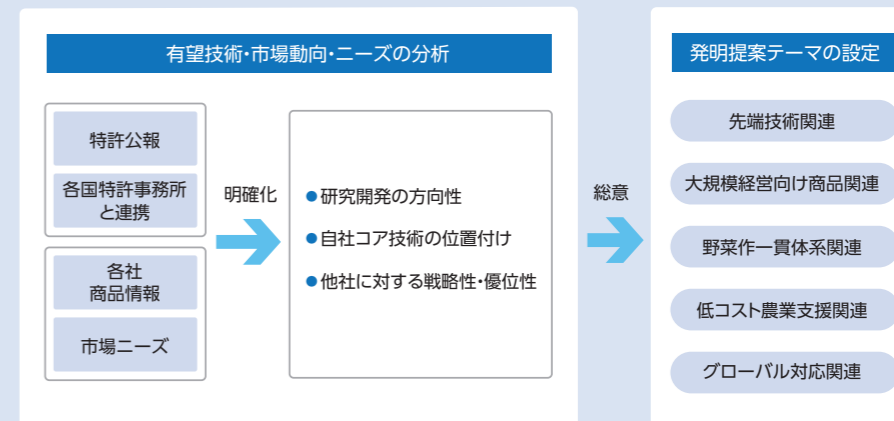 有望技術・市場動向・ニーズの分析
特許公報
各国特許事務所
と連携
各社
商品情報
市場ニーズ
明確化
●研究開発の方向性
●自社コア技術の位置付け
●他社に対する戦略性・優位性
総意
発明提案テーマの設定
先端技術関連
大規模経営向け商品関連
野菜作一貫体系関連
低コスト農業支援関連
グローバル対応関連